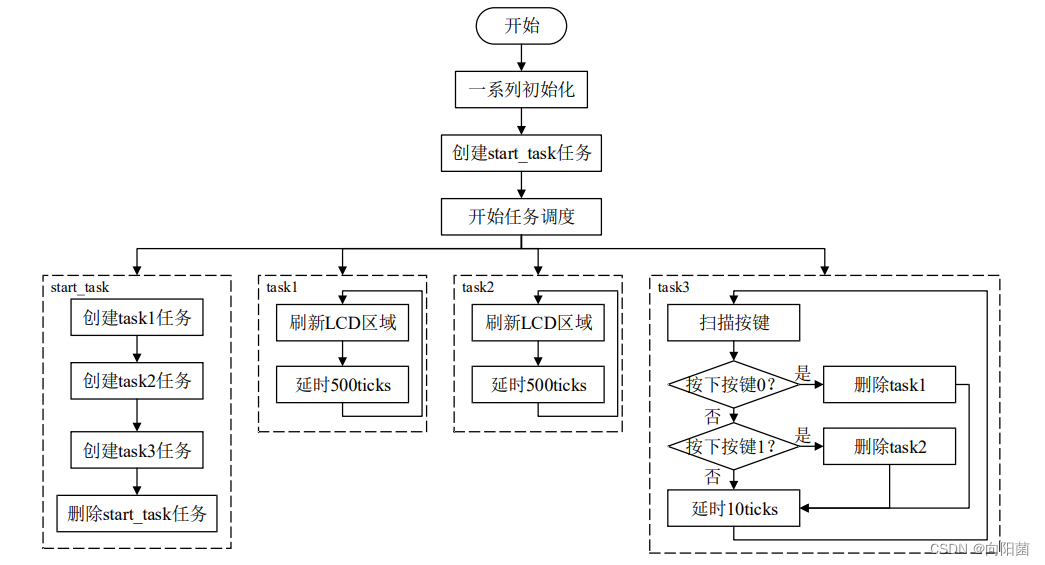 开始
一系列初始化
创建start_task任务
开始任务调度
start_task
创建task1任务
创建task2任务
创建task3任务
删除start_task任务
task1
刷新LCD区域
延时500ticks
task2
刷新LCD区域
延时500ticks
task3
扫描按键
按下按键0?
是
删除task1
否
按下按键1?
是
删除task2
否
延时10ticks
CSDN @向阳菌